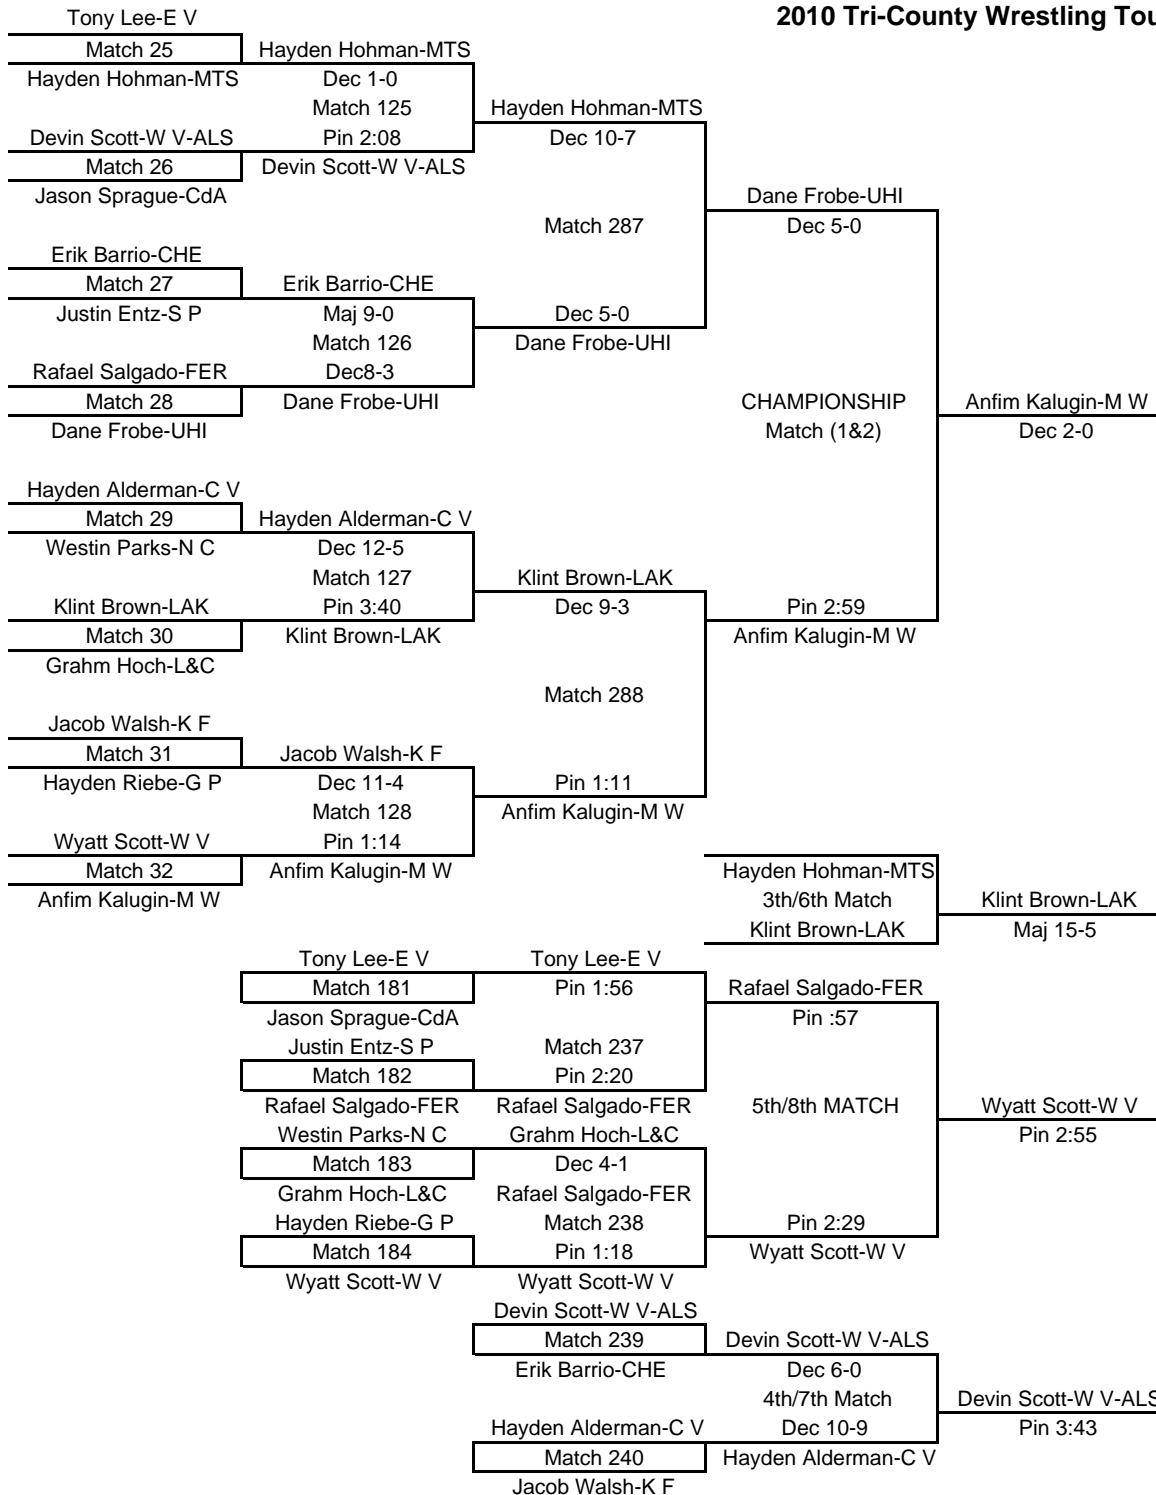 2010 Tri-County Wrestling Tou
Tony Lee-E V
Match 25 Hayden Hohman-MTS
Hayden Hohman-MTS Dec 1-0
Match 125 Hayden Hohman-MTS
Devin Scott-W V-ALS Pin 2:08 Dec 10-7
Match 26 Devin Scott-W V-ALS
Jason Sprague-CdA Dane Frobe-UHI
Match 287 Dec 5-0
Erik Barrio-CHE
Match 27 Erik Barrio-CHE
Justin Entz-S P Maj 9-0 Dec 5-0
Match 126 Dane Frobe-UHI
Rafael Salgado-FER Dec8-3
Match 28 Dane Frobe-UHI CHAMPIONSHIP Anfim Kalugin-M W
Dane Frobe-UHI Match (1&2) Dec 2-0
Hayden Alderman-C V
Match 29 Hayden Alderman-C V
Westin Parks-N C Dec 12-5
Match 127 Klint Brown-LAK
Klint Brown-LAK Pin 3:40 Dec 9-3 Pin 2:59
Match 30 Klint Brown-LAK Anfim Kalugin-M W
Grahm Hoch-L&C
Match 288
Jacob Walsh-K F
Match 31 Jacob Walsh-K F
Hayden Riebe-G P Dec 11-4 Pin 1:11
Match 128 Anfim Kalugin-M W
Wyatt Scott-W V Pin 1:14
Match 32 Anfim Kalugin-M W Hayden Hohman-MTS
Anfim Kalugin-M W 3th/6th Match Klint Brown-LAK
Klint Brown-LAK Maj 15-5
Tony Lee-E V Tony Lee-E V
Match 181 Pin 1:56 Rafael Salgado-FER
Jason Sprague-CdA Pin :57
Justin Entz-S P Match 237
Match 182 Pin 2:20
Rafael Salgado-FER Rafael Salgado-FER 5th/8th MATCH Wyatt Scott-W V
Westin Parks-N C Grahm Hoch-L&C Pin 2:55
Match 183 Dec 4-1
Grahm Hoch-L&C Rafael Salgado-FER
Hayden Riebe-G P Match 238 Pin 2:29
Match 184 Pin 1:18 Wyatt Scott-W V
Wyatt Scott-W V Wyatt Scott-W V
Devin Scott-W V-ALS
Match 239 Devin Scott-W V-ALS
Erik Barrio-CHE Dec 6-0
4th/7th Match Devin Scott-W V-ALS
Hayden Alderman-C V Dec 10-9 Pin 3:43
Match 240 Hayden Alderman-C V
Jacob Walsh-K F